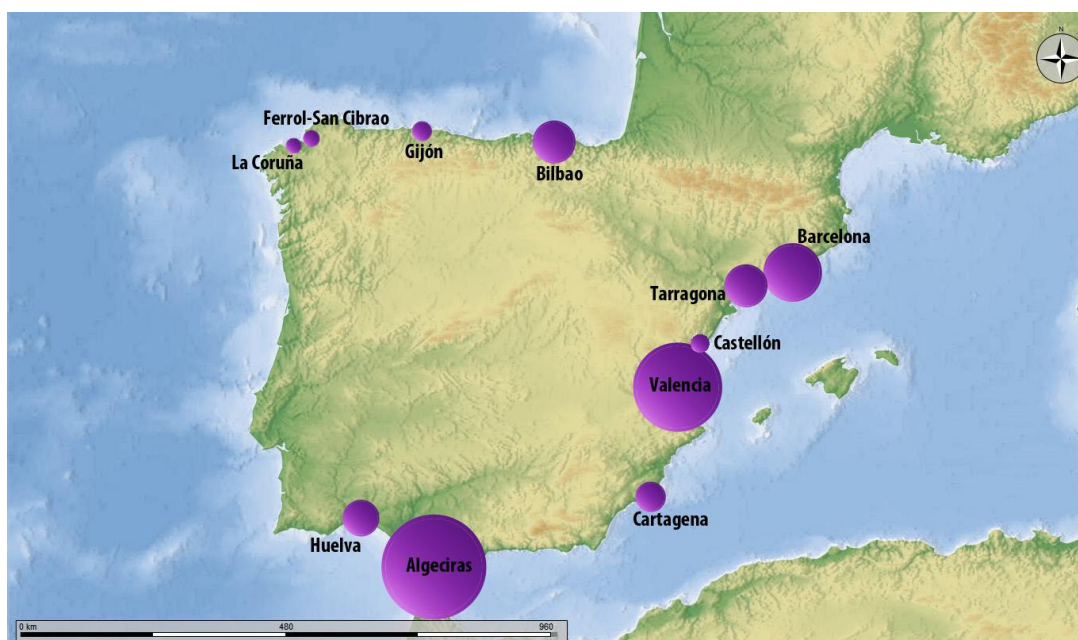 N
Ferrol-San Cibrao
La Coruña
Gijón
Bilbao
Barcelona
Tarragona
Castellón
Valencia
Cartagena
Huelva
Algeciras
0 km 480 960